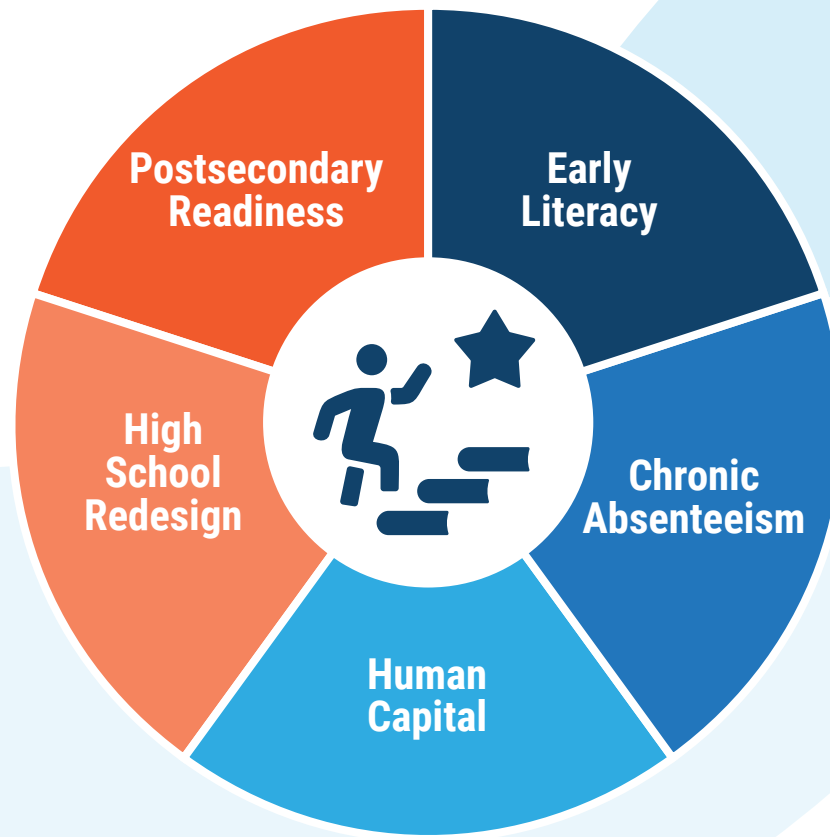 Postsecondary
Readiness
Early
Literacy
High
School
Redesign
Chronic
Absenteeism
Human
Capital